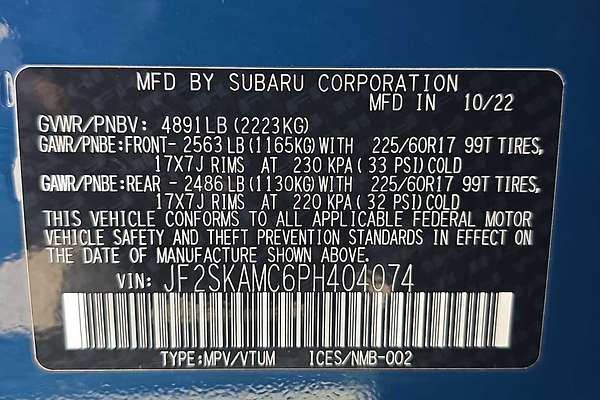 MFD BY SUBARU CORPORATION
MFD IN 10/22
GVWR/PNBV: 4891LB (2223KG)
GAWR/PNBE:FRONT- 2563 LB (1165KG)WITH 225/60R17 99T TIRES,
17X7J RIMS AT 230 KPA (33 PSI)COLD
GAWR/PNBE:REAR - 2486 LB (1130KG)WITH 225/60R17 99T TIRES,
17X7J RIMS AT 220 KPA (32 PSI)COLD
THIS VEHICLE CONFORMS TO ALL APPLICABLE FEDERAL MOTOR
VEHICLE SAFETY AND THEFT PREVENTION STANDARDS IN EFFECT ON
THE DATE OF MANUFACTURE SHOWN ABOVE.
VIN: JF2SKAMC6PH404074
TYPE:MPV/VTUM ICES/NMB-002